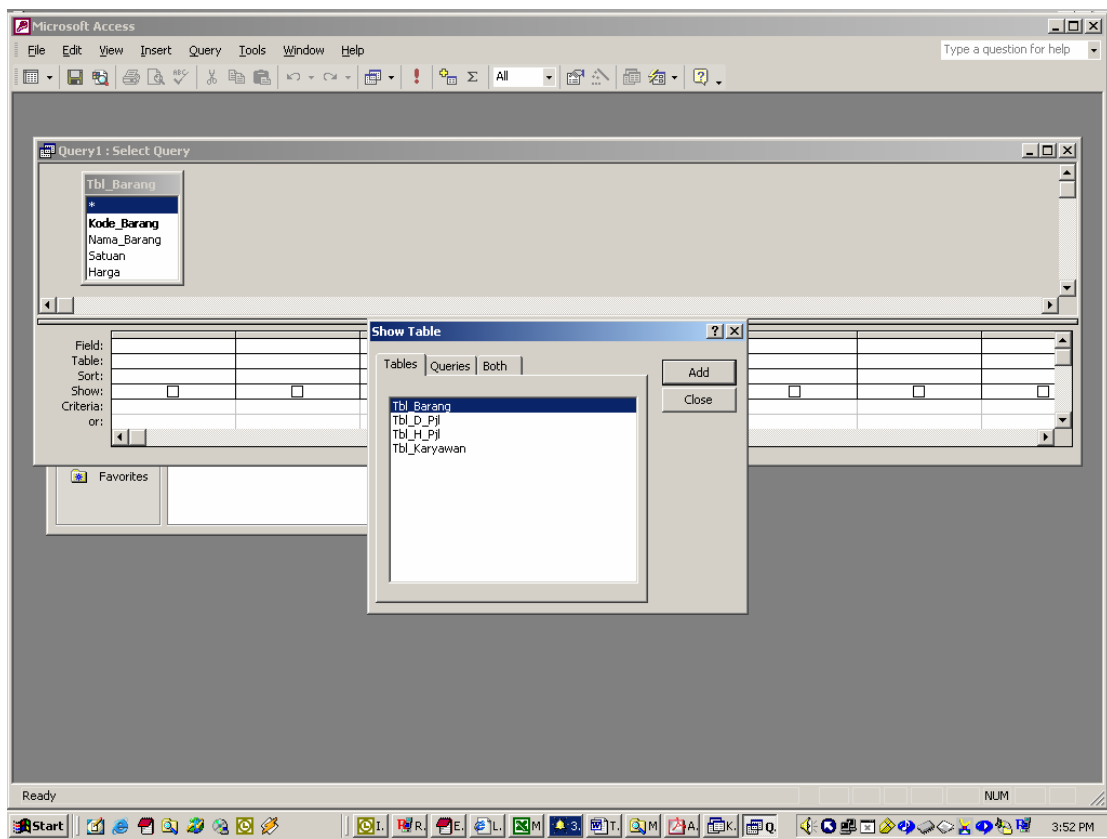 Microsoft Access
File Edit View Insert Query Tools Window Help Type a question for help
ABC Σ All
Query1 : Select Query
Tbl_Barang
*
Kode_Barang
Nama_Barang
Satuan
Harga
Show Table
Tables Queries Both
Add
Close
Tbl_Barang
Tbl_D_Pjl
Tbl_H_Pjl
Tbl_Karyawan
Field:
Table:
Sort:
Show:
Criteria:
or:
Favorites
Ready NUM
Start I. R. E. L. M 3. T. M A. K. Q. 3:52 PM